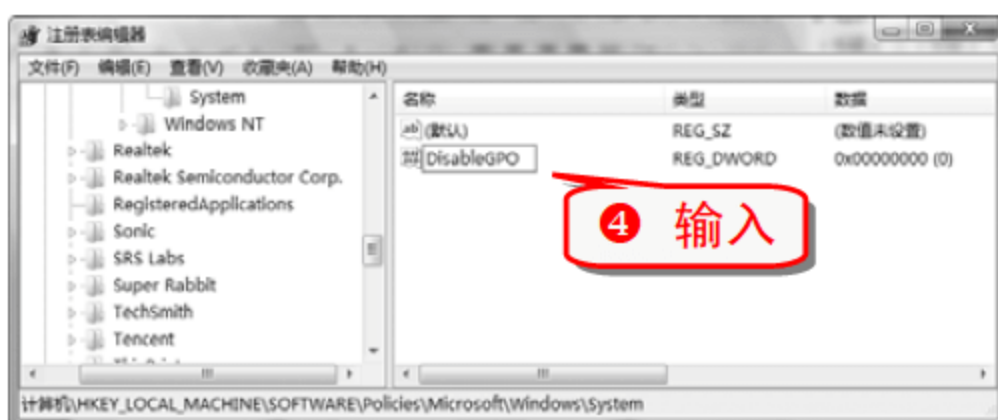 注册表编辑器
文件(F) 编辑(E) 查看(V) 收藏夹(A) 帮助(H)
System
Windows NT
Realtek
Realtek Semiconductor Corp.
RegisteredApplications
Sonic
SRS Labs
Super Rabbit
TechSmith
Tencent
名称 类型 数据
ab (默认) REG_SZ (数值未设置)
DisableGPO REG_DWORD 0x00000000 (0)
❹ 输入
计算机\HKEY_LOCAL_MACHINE\SOFTWARE\Policies\Microsoft\Windows\System